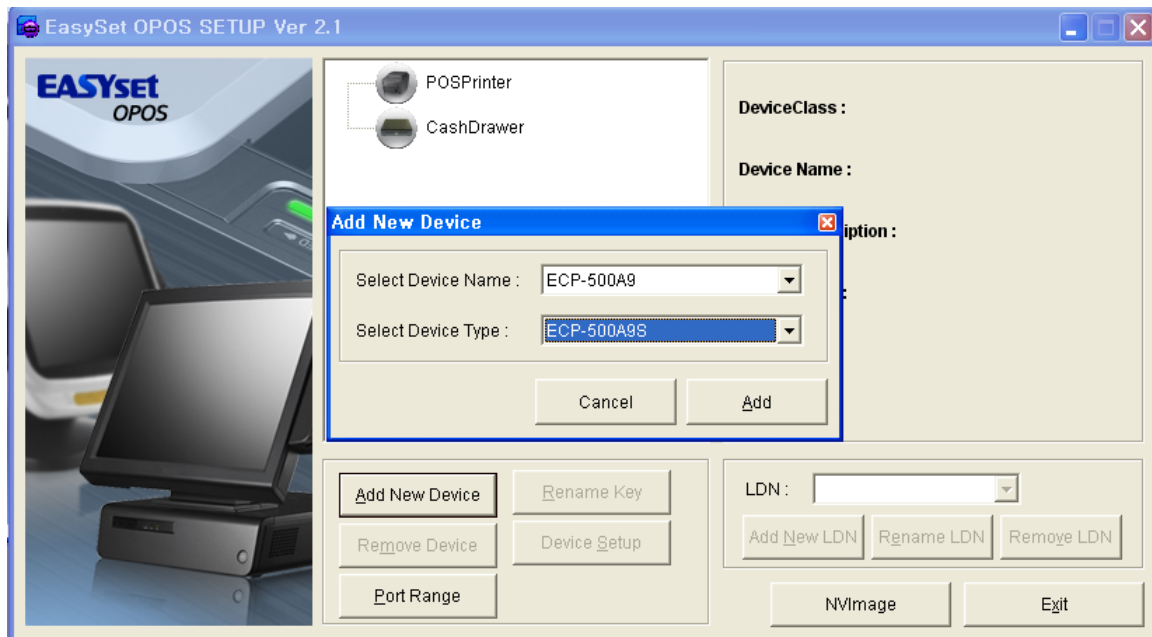 EasySet OPOS SETUP Ver 2.1
EASYset
OPOS
POSPrinter
CashDrawer
DeviceClass :
Device Name :
iption :
:
Add New Device
Select Device Name :
ECP-500A9
Select Device Type :
ECP-500A9S
Cancel
Add
Add New Device
Rename Key
Remove Device
Device Setup
Port Range
LDN :
Add New LDN
Rename LDN
Remove LDN
NVImage
Exit